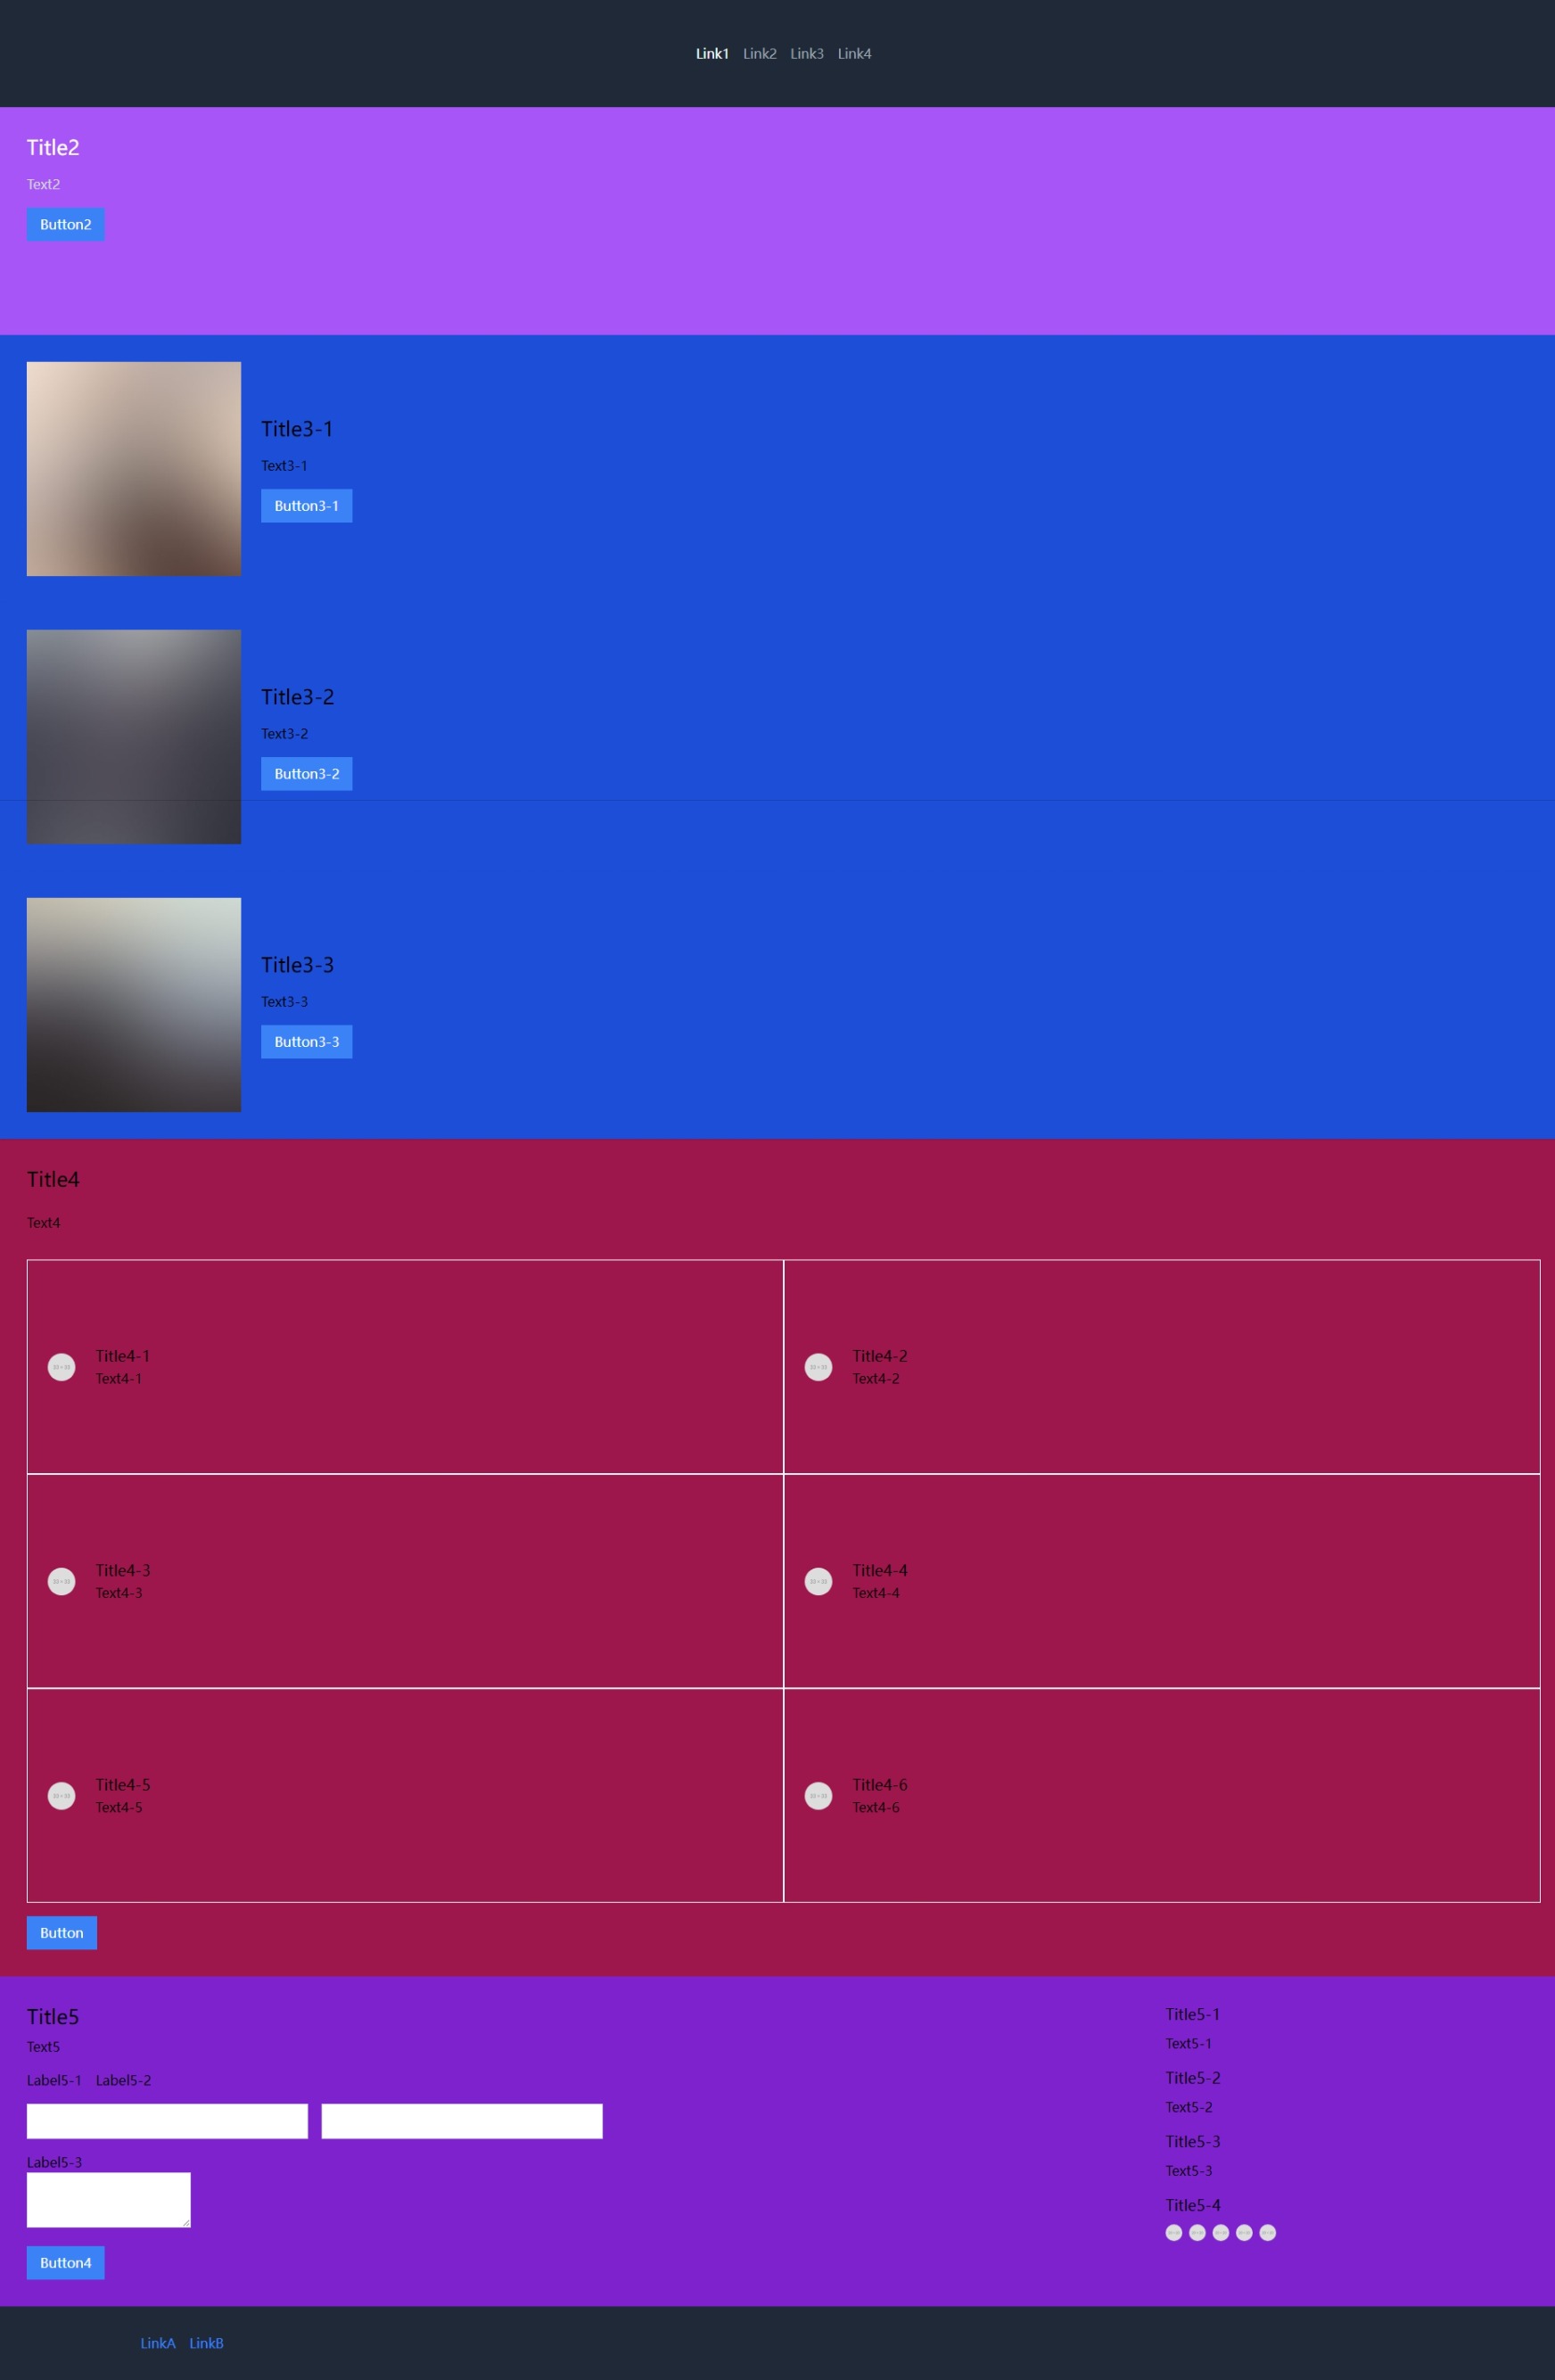 Link1 Link2 Link3 Link4
Title2
Text2
Button2
Title3-1
Text3-1
Button3-1
Title3-2
Text3-2
Button3-2
Title3-3
Text3-3
Button3-3
Title4
Text4
Title4-1
Text4-1
Title4-2
Text4-2
Title4-3
Text4-3
Title4-4
Text4-4
Title4-5
Text4-5
Title4-6
Text4-6
Button
Title5
Text5
Label5-1 Label5-2
Label5-3
Button4
Title5-1
Text5-1
Title5-2
Text5-2
Title5-3
Text5-3
Title5-4
LinkA LinkB